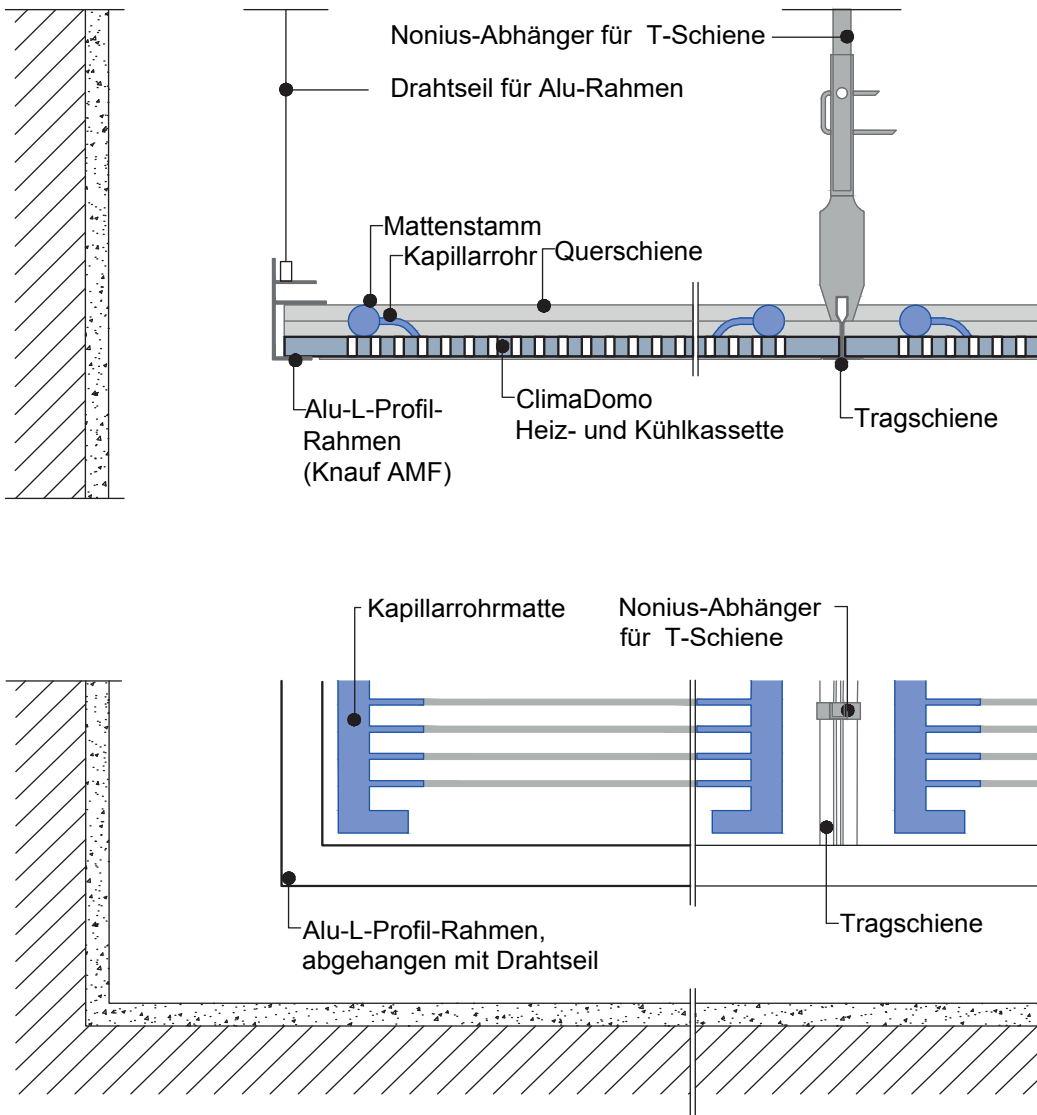 Nonius-Abhänger für T-Schiene
Drahtseil für Alu-Rahmen
Mattenstamm
Kapillarrohr
Querschiene
Alu-L-Profil-
Rahmen
(Knauf AMF)
ClimaDomo
Heiz- und Kühlkassette
Tragschiene
Kapillarrohrmatte
Nonius-Abhänger
für T-Schiene
Alu-L-Profil-Rahmen,
abgehangen mit Drahtseil
Tragschiene